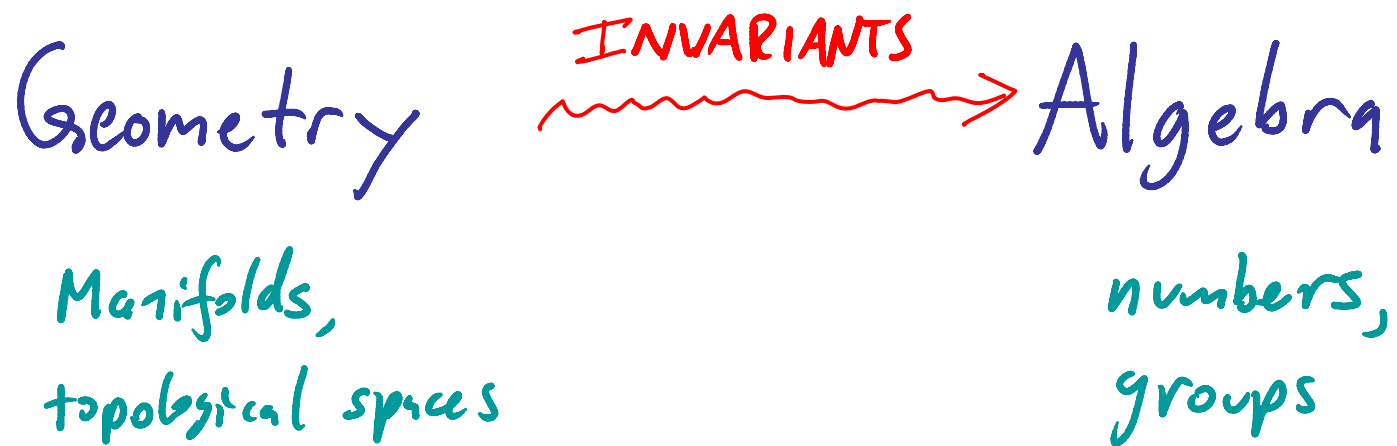 INVARIANTS
Geometry Algebra
Manifolds, numbers,
topological spaces groups